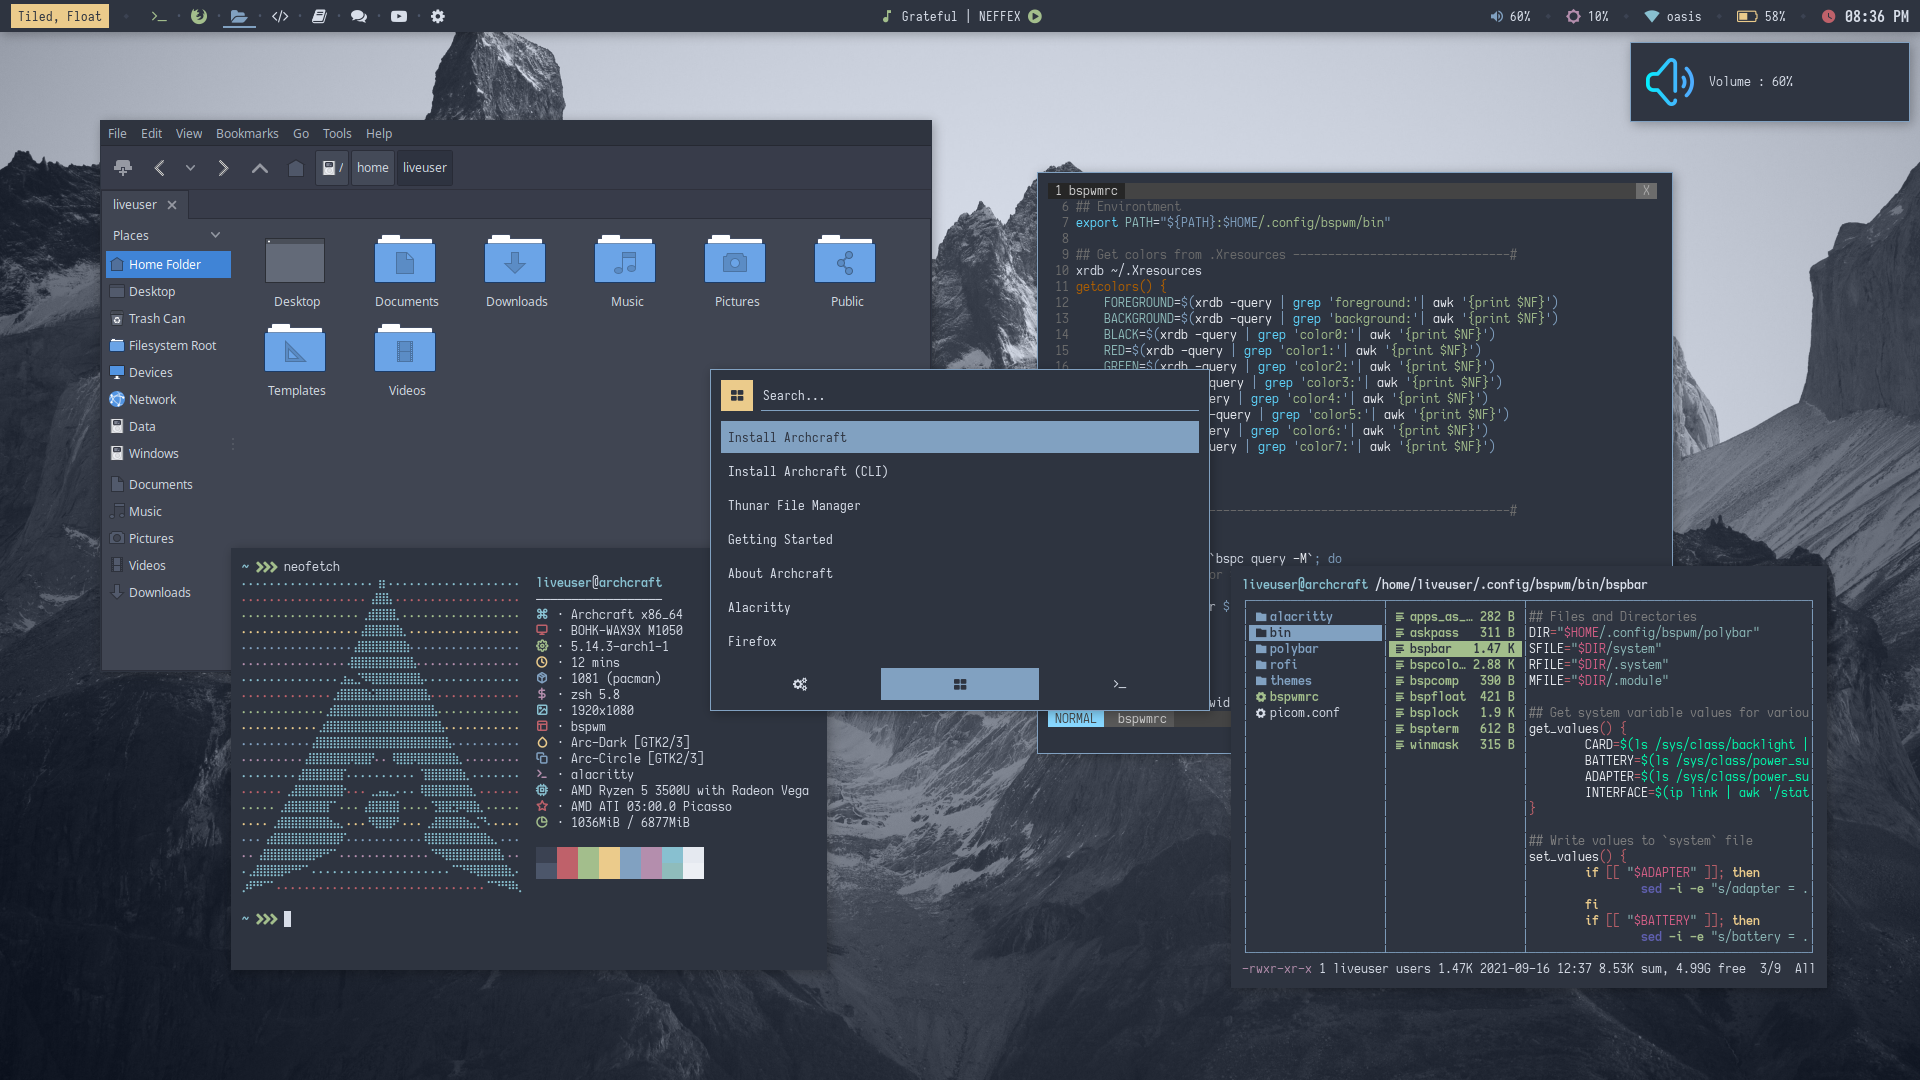 Tiled, Float
Grateful | NEFFEX
60%
10%
oasis
58%
08:36 PM
Volume : 60%
File Edit View Bookmarks Go Tools Help
/ home liveuser
liveuser
Places
Home Folder
Desktop
Trash Can
Filesystem Root
Devices
Network
Data
Windows
Documents
Music
Pictures
Videos
Downloads
Desktop Documents Downloads Music Pictures Public
Templates Videos
1 bspwmrc X
6 ## Environtment
7 export PATH="${PATH}:$HOME/.config/bspwm/bin"
8
9 ## Get colors from .Xresources -------------------------------#
10 xrdb ~/.Xresources
11 getcolors() {
12 FOREGROUND=$(xrdb -query | grep 'foreground:'| awk '{print $NF}')
13 BACKGROUND=$(xrdb -query | grep 'background:'| awk '{print $NF}')
14 BLACK=$(xrdb -query | grep 'color0:'| awk '{print $NF}')
15 RED=$(xrdb -query | grep 'color1:'| awk '{print $NF}')
16 GREEN=$(xrdb -query | grep 'color2:'| awk '{print $NF}')
-query | grep 'color3:'| awk '{print $NF}')
ery | grep 'color4:'| awk '{print $NF}')
-query | grep 'color5:'| awk '{print $NF}')
ery | grep 'color6:'| awk '{print $NF}')
ery | grep 'color7:'| awk '{print $NF}')
-------------------------------------------#
`bspc query -M`; do
or
r $
wid
NORMAL bspwmrc
Search...
Install Archcraft
Install Archcraft (CLI)
Thunar File Manager
Getting Started
About Archcraft
Alacritty
Firefox
~ >>> neofetch
liveuser@archcraft
· Archcraft x86_64
· BOHK-WAX9X M1050
· 5.14.3-arch1-1
· 12 mins
· 1081 (pacman)
· zsh 5.8
· 1920x1080
· bspwm
· Arc-Dark [GTK2/3]
· Arc-Circle [GTK2/3]
· alacritty
· AMD Ryzen 5 3500U with Radeon Vega
· AMD ATI 03:00.0 Picasso
· 1036MiB / 6877MiB
~ >>>
liveuser@archcraft /home/liveuser/.config/bspwm/bin/bspbar
alacritty
bin
polybar
rofi
themes
bspwmrc
picom.conf
apps_as_… 282 B
askpass 311 B
bspbar 1.47 K
bspcolo… 2.88 K
bspcomp 390 B
bspfloat 421 B
bsplock 1.9 K
bspterm 612 B
winmask 315 B
## Files and Directories
DIR="$HOME/.config/bspwm/polybar"
SFILE="$DIR/system"
RFILE="$DIR/.system"
MFILE="$DIR/.module"
## Get system variable values for variou
get_values() {
CARD=$(ls /sys/class/backlight |
BATTERY=$(ls /sys/class/power_su
ADAPTER=$(ls /sys/class/power_su
INTERFACE=$(ip link | awk '/stat
}
## Write values to `system` file
set_values() {
if [[ "$ADAPTER" ]]; then
sed -i -e "s/adapter = .
fi
if [[ "$BATTERY" ]]; then
sed -i -e "s/battery = .
-rwxr-xr-x 1 liveuser users 1.47K 2021-09-16 12:37 8.53K sum, 4.99G free 3/9 All